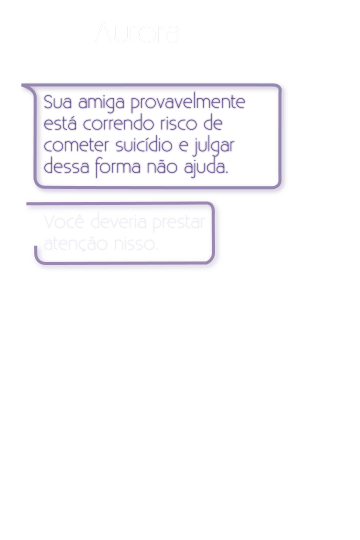 Aurora
Sua amiga provavelmente
está correndo risco de
cometer suicídio e julgar
dessa forma não ajuda.
Você deveria prestar
atenção nisso.